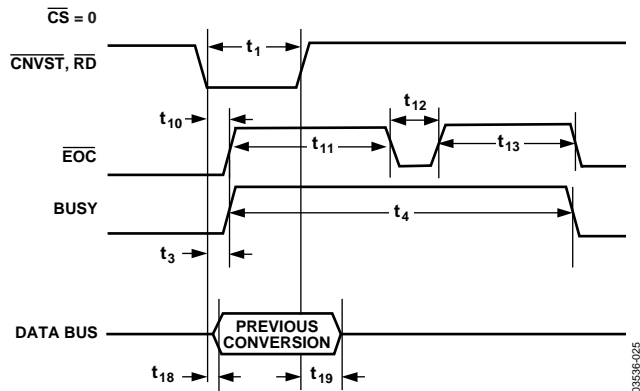 CS = 0
t1
CNVST, RD
t10
t12
EOC
t11
t13
BUSY
t4
t3
DATA BUS
PREVIOUS
CONVERSION
t18
t19
03536-025